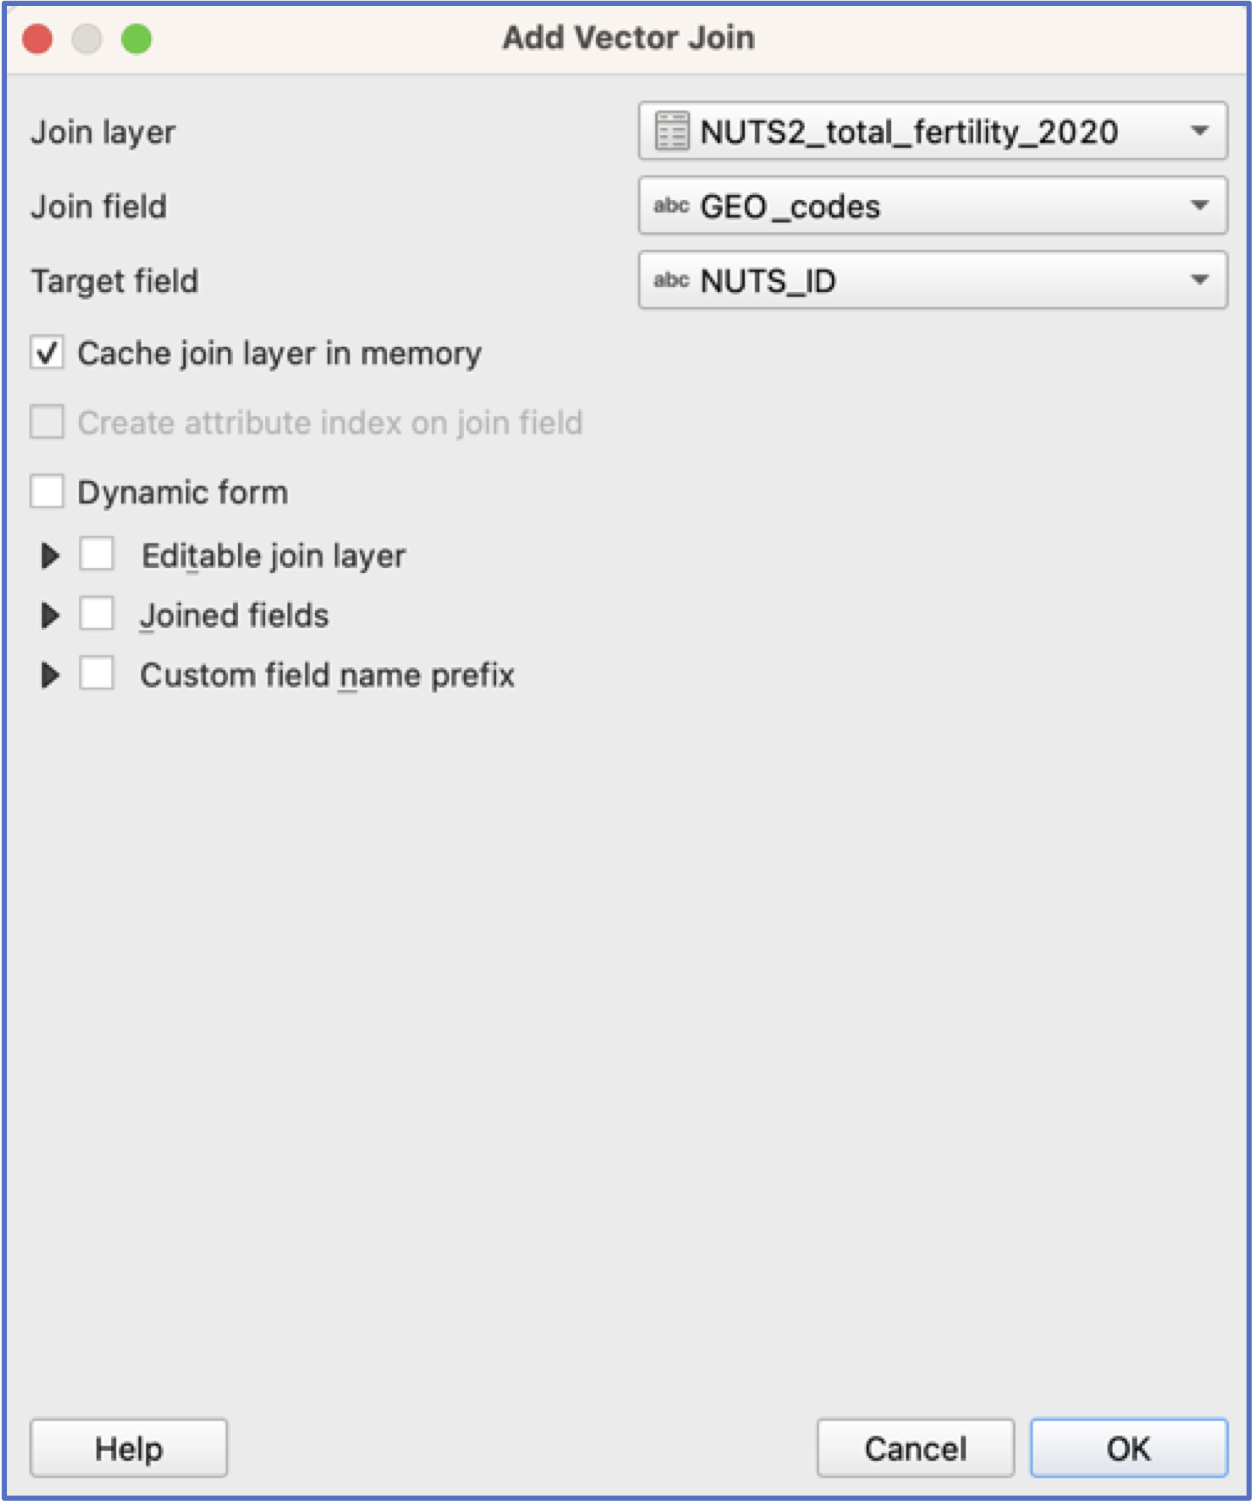 Add Vector Join
Join layer NUTS2_total_fertility_2020
Join field abc GEO_codes
Target field abc NUTS_ID
Cache join layer in memory
Create attribute index on join field
Dynamic form
Editable join layer
Joined fields
Custom field name prefix
Help Cancel OK